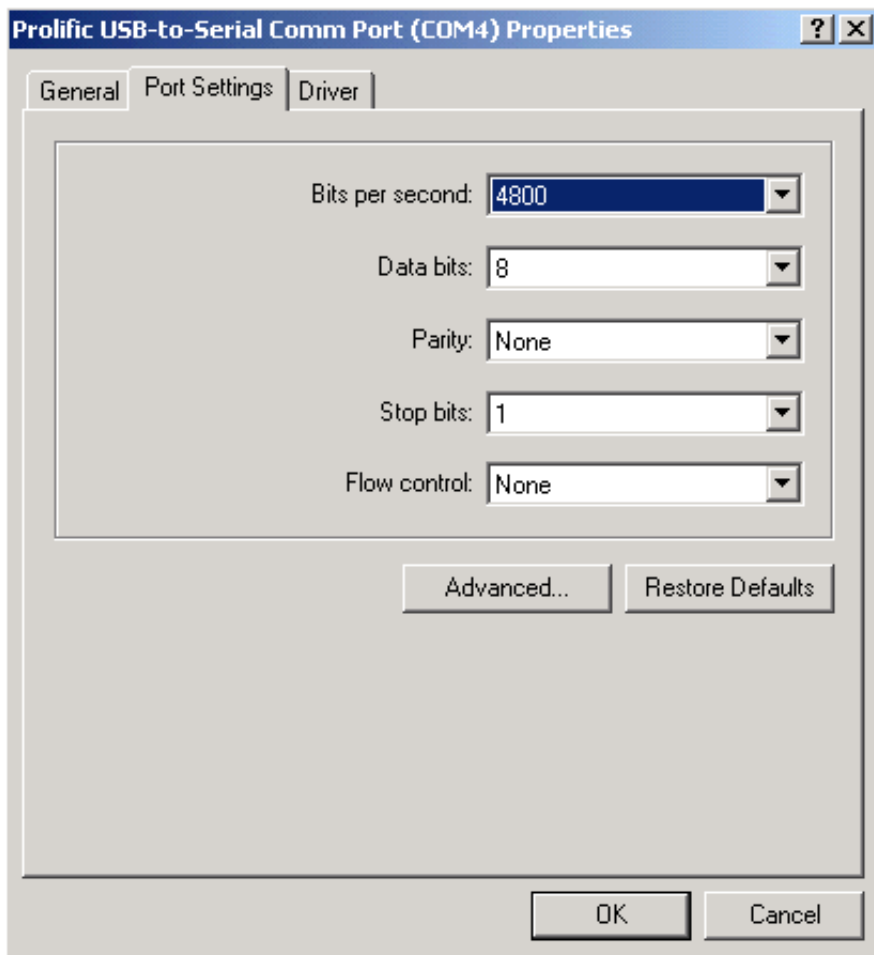 Prolific USB-to-Serial Comm Port (COM4) Properties ? X
General Port Settings Driver
Bits per second: 4800
Data bits: 8
Parity: None
Stop bits: 1
Flow control: None
Advanced... Restore Defaults
OK Cancel